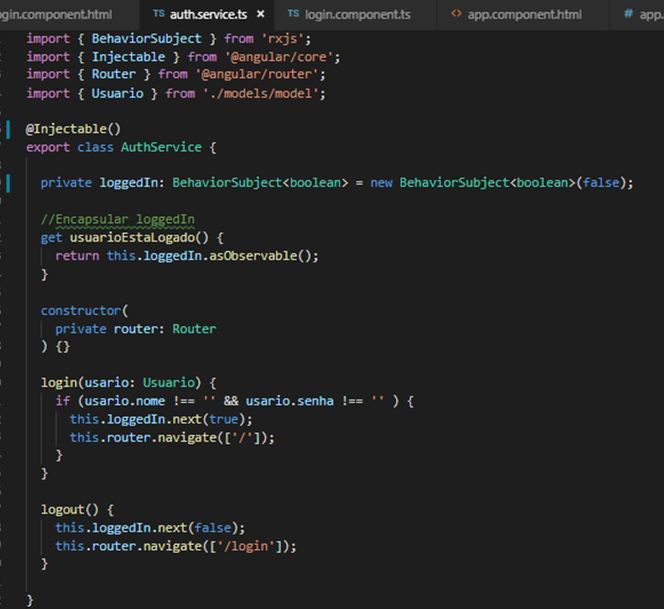 ogin.component.html TS auth.service.ts × TS login.component.ts <> app.component.html # app.
import { BehaviorSubject } from 'rxjs';
import { Injectable } from '@angular/core';
import { Router } from '@angular/router';
import { Usuario } from './models/model';
@Injectable()
export class AuthService {
private loggedIn: BehaviorSubject<boolean> = new BehaviorSubject<boolean>(false);
//Encapsular loggedIn
get usuarioEstaLogado() {
return this.loggedIn.asObservable();
}
constructor(
private router: Router
) {}
login(usario: Usuario) {
if (usario.nome !== '' && usario.senha !== '' ) {
this.loggedIn.next(true);
this.router.navigate(['/']);
}
}
logout() {
this.loggedIn.next(false);
this.router.navigate(['/login']);
}
}